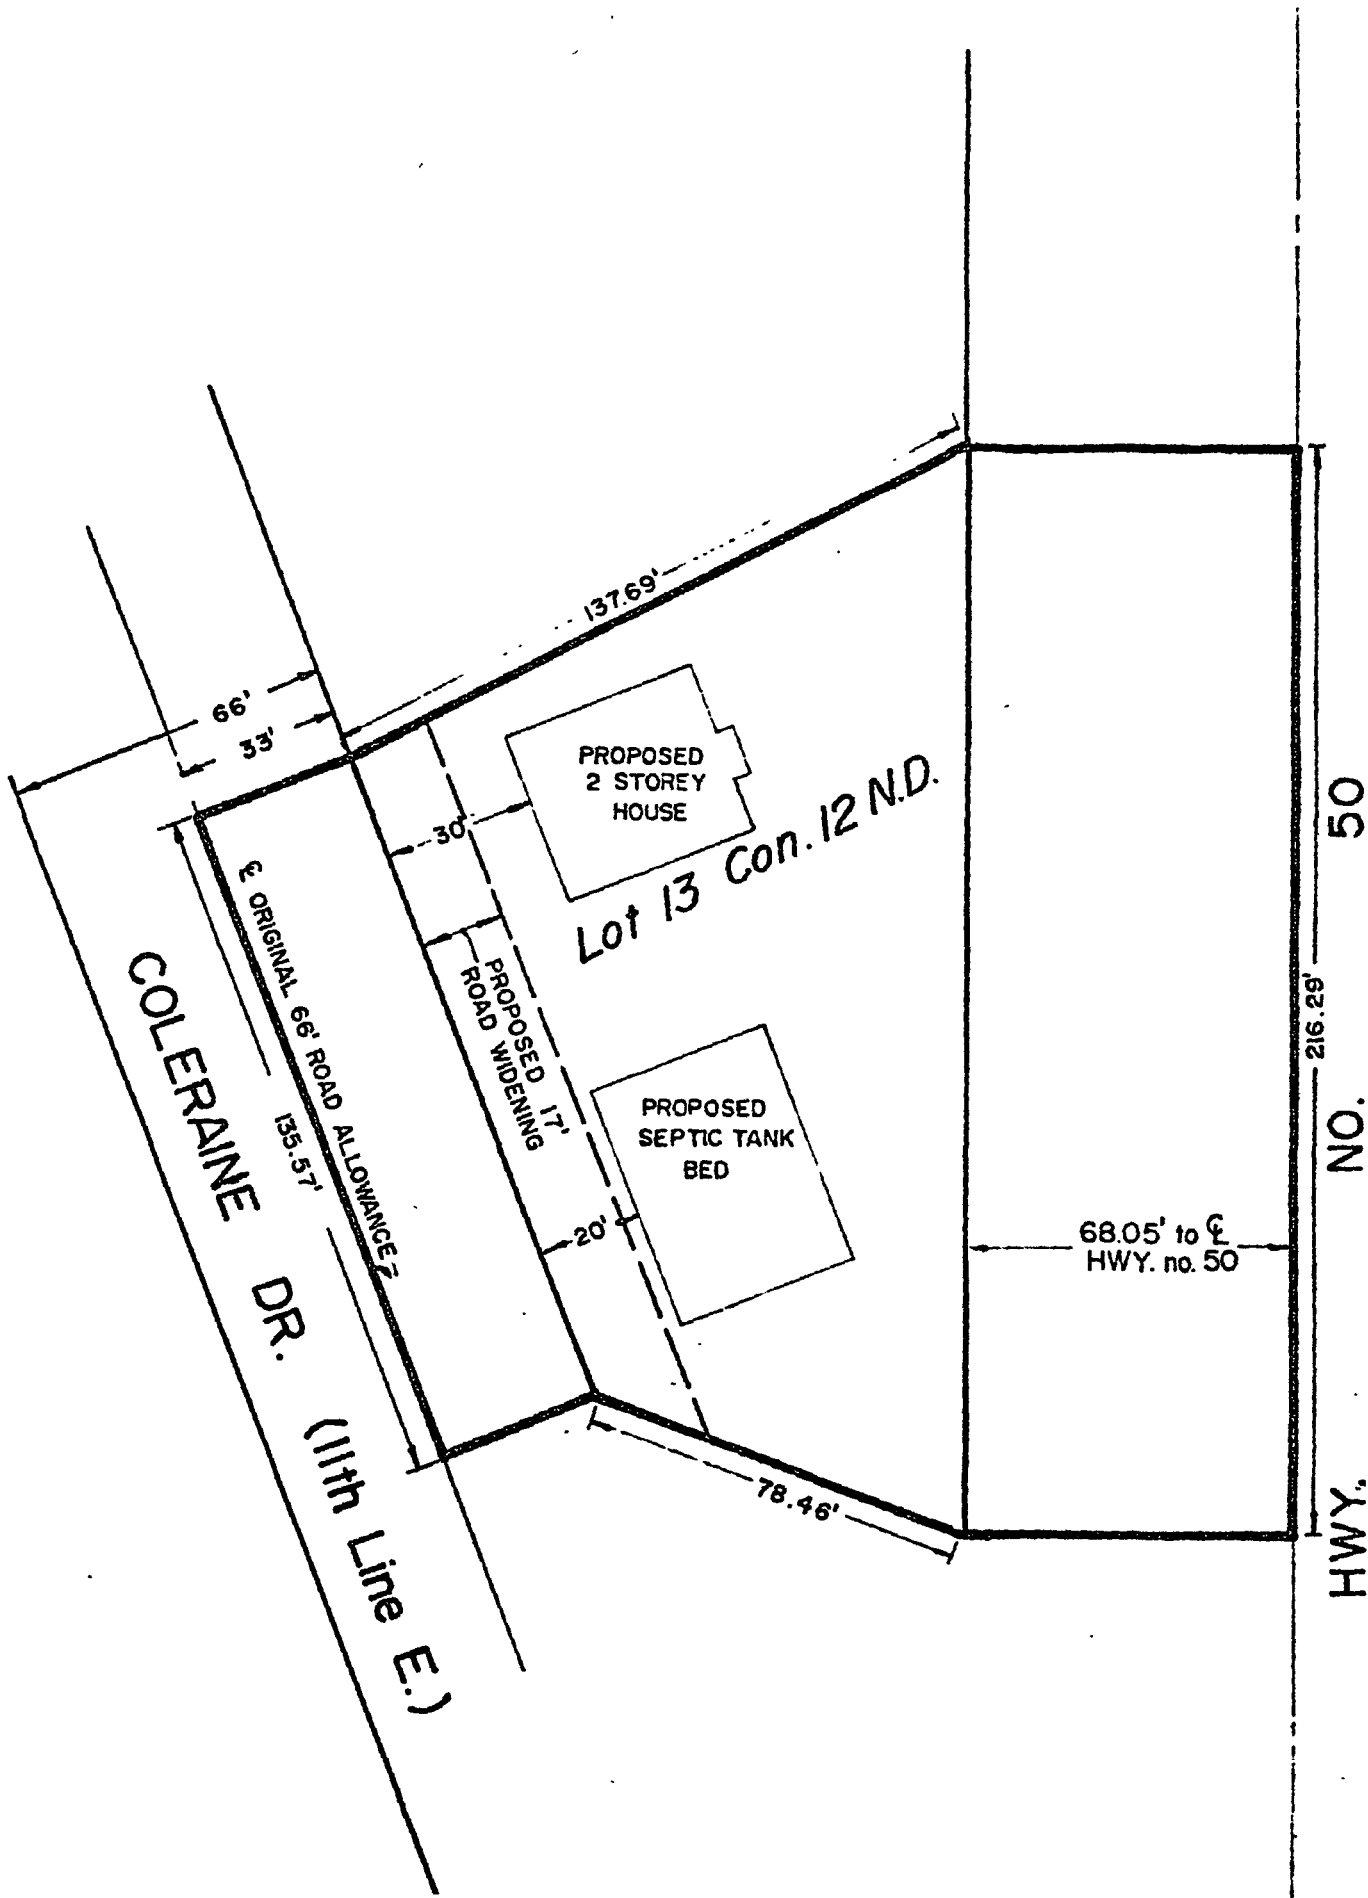 137.69'
66'
33'
PROPOSED
2 STOREY
HOUSE
30'
Lot 13 Con. 12 N.D.
℄ ORIGINAL 66' ROAD ALLOWANCE
135.57'
PROPOSED 17'
ROAD WIDENING
PROPOSED
SEPTIC TANK
BED
20'
68.05' to ℄
HWY. no. 50
216.29'
78.46'
COLERAINE DR. (11th Line E.)
HWY. NO. 50